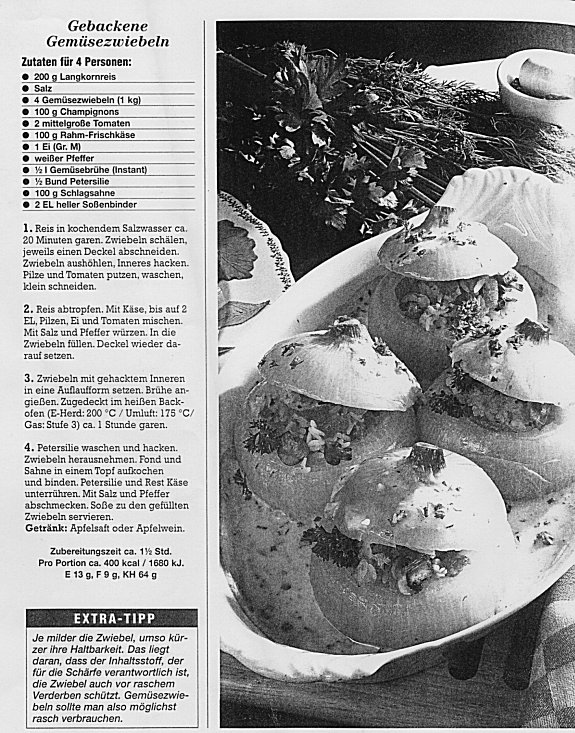 Gebackene
Gemüsezwiebeln
Zutaten für 4 Personen:
● 200 g Langkornreis
● Salz
● 4 Gemüsezwiebeln (1 kg)
● 100 g Champignons
● 2 mittelgroße Tomaten
● 100 g Rahm-Frischkäse
● 1 Ei (Gr. M)
● weißer Pfeffer
● ½ l Gemüsebrühe (Instant)
● ½ Bund Petersilie
● 100 g Schlagsahne
● 2 EL heller Soßenbinder
1. Reis in kochendem Salzwasser ca.
20 Minuten garen. Zwiebeln schälen,
jeweils einen Deckel abschneiden.
Zwiebeln aushöhlen, Inneres hacken.
Pilze und Tomaten putzen, waschen,
klein schneiden.
2. Reis abtropfen. Mit Käse, bis auf 2
EL, Pilzen, Ei und Tomaten mischen.
Mit Salz und Pfeffer würzen. In die
Zwiebeln füllen. Deckel wieder da-
rauf setzen.
3. Zwiebeln mit gehacktem Inneren
in eine Auflaufform setzen. Brühe an-
gießen. Zugedeckt im heißen Back-
ofen (E-Herd: 200 °C / Umluft: 175 °C/
Gas: Stufe 3) ca. 1 Stunde garen.
4. Petersilie waschen und hacken.
Zwiebeln herausnehmen. Fond und
Sahne in einem Topf aufkochen
und binden. Petersilie und Rest Käse
unterrühren. Mit Salz und Pfeffer
abschmecken. Soße zu den gefüllten
Zwiebeln servieren.
Getränk: Apfelsaft oder Apfelwein.
Zubereitungszeit ca. 1½ Std.
Pro Portion ca. 400 kcal / 1680 kJ.
E 13 g, F 9 g, KH 64 g
EXTRA-TIPP
Je milder die Zwiebel, umso kür-
zer ihre Haltbarkeit. Das liegt
daran, dass der Inhaltsstoff, der
für die Schärfe verantwortlich ist,
die Zwiebel auch vor raschem
Verderben schützt. Gemüsezwie-
beln sollte man also möglichst
rasch verbrauchen.